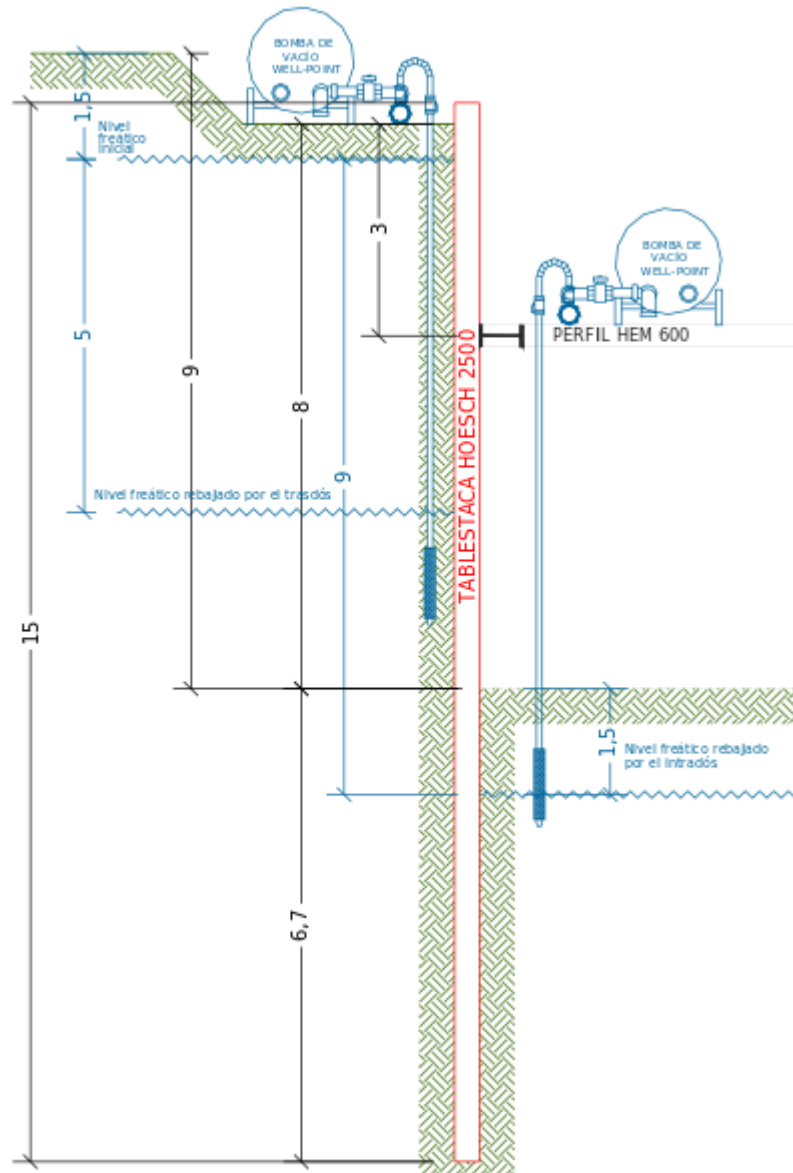 BOMBA DE
VACÍO
WELL-POINT
1,5
Nivel
freático
inicial
3
BOMBA DE
VACÍO
WELL-POINT
PERFIL HEM 600
5
9
8
9
TABLESTACA HOESCH 2500
Nivel freático rebajado por el trasdós
15
1,5
Nivel freático rebajado
por el intradós
6,7